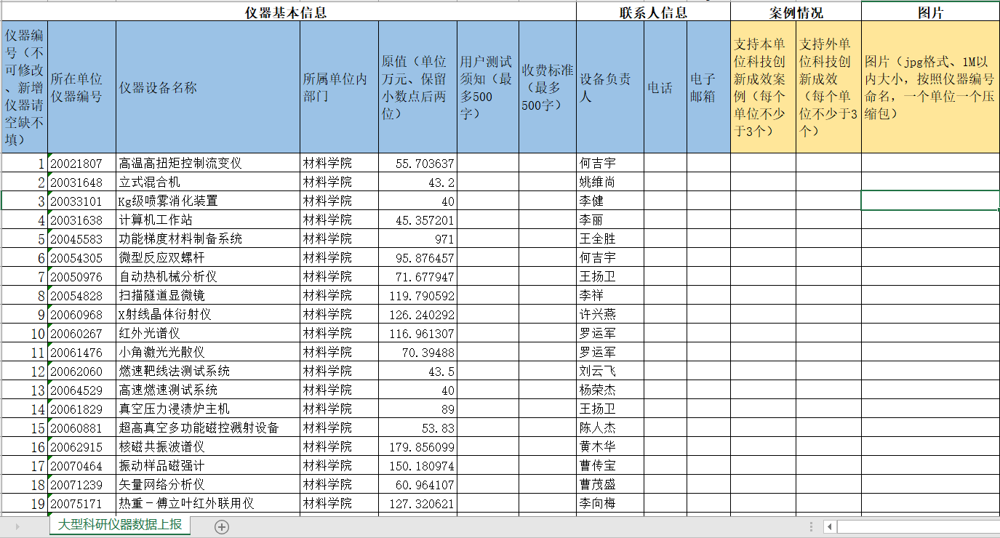 仪器基本信息 联系人信息 案例情况 图片
仪器编号（不可修改、新增仪器请空缺不填） 所在单位仪器编号 仪器设备名称 所属单位内部门 原值（单位万元、保留小数点后两位） 用户测试须知（最多500字） 收费标准（最多500字） 设备负责人 电话 电子邮箱 支持本单位科技创新成效案例（每个单位不少于3个） 支持外单位科技创新成效（每个单位不少于3个） 图片（jpg格式、1M以内大小，按照仪器编号命名，一个单位一个压缩包）
1 20021807 高温高扭矩控制流变仪 材料学院 55.703637 何吉宇
2 20031648 立式混合机 材料学院 43.2 姚维尚
3 20033101 Kg级喷雾消化装置 材料学院 40 李健
4 20031638 计算机工作站 材料学院 45.357201 李丽
5 20045583 功能梯度材料制备系统 材料学院 971 王全胜
6 20054305 微型反应双螺杆 材料学院 95.876457 何吉宇
7 20050976 自动热机械分析仪 材料学院 71.677947 王扬卫
8 20054828 扫描隧道显微镜 材料学院 119.790592 李祥
9 20060968 X射线晶体衍射仪 材料学院 126.240292 许兴燕
10 20060267 红外光谱仪 材料学院 116.961307 罗运军
11 20061476 小角激光光散仪 材料学院 70.39488 罗运军
12 20062060 燃速靶线法测试系统 材料学院 43.5 刘云飞
13 20064529 高速燃速测试系统 材料学院 40 杨荣杰
14 20061829 真空压力浸渍炉主机 材料学院 89 王扬卫
15 20060881 超高真空多功能磁控溅射设备 材料学院 53.83 陈人杰
16 20062915 核磁共振波谱仪 材料学院 179.856099 黄木华
17 20070464 振动样品磁强计 材料学院 150.180974 曹传宝
18 20071239 矢量网络分析仪 材料学院 60.964107 曹茂盛
19 20075171 热重－傅立叶红外联用仪 材料学院 127.320621 李向梅
大型科研仪器数据上报